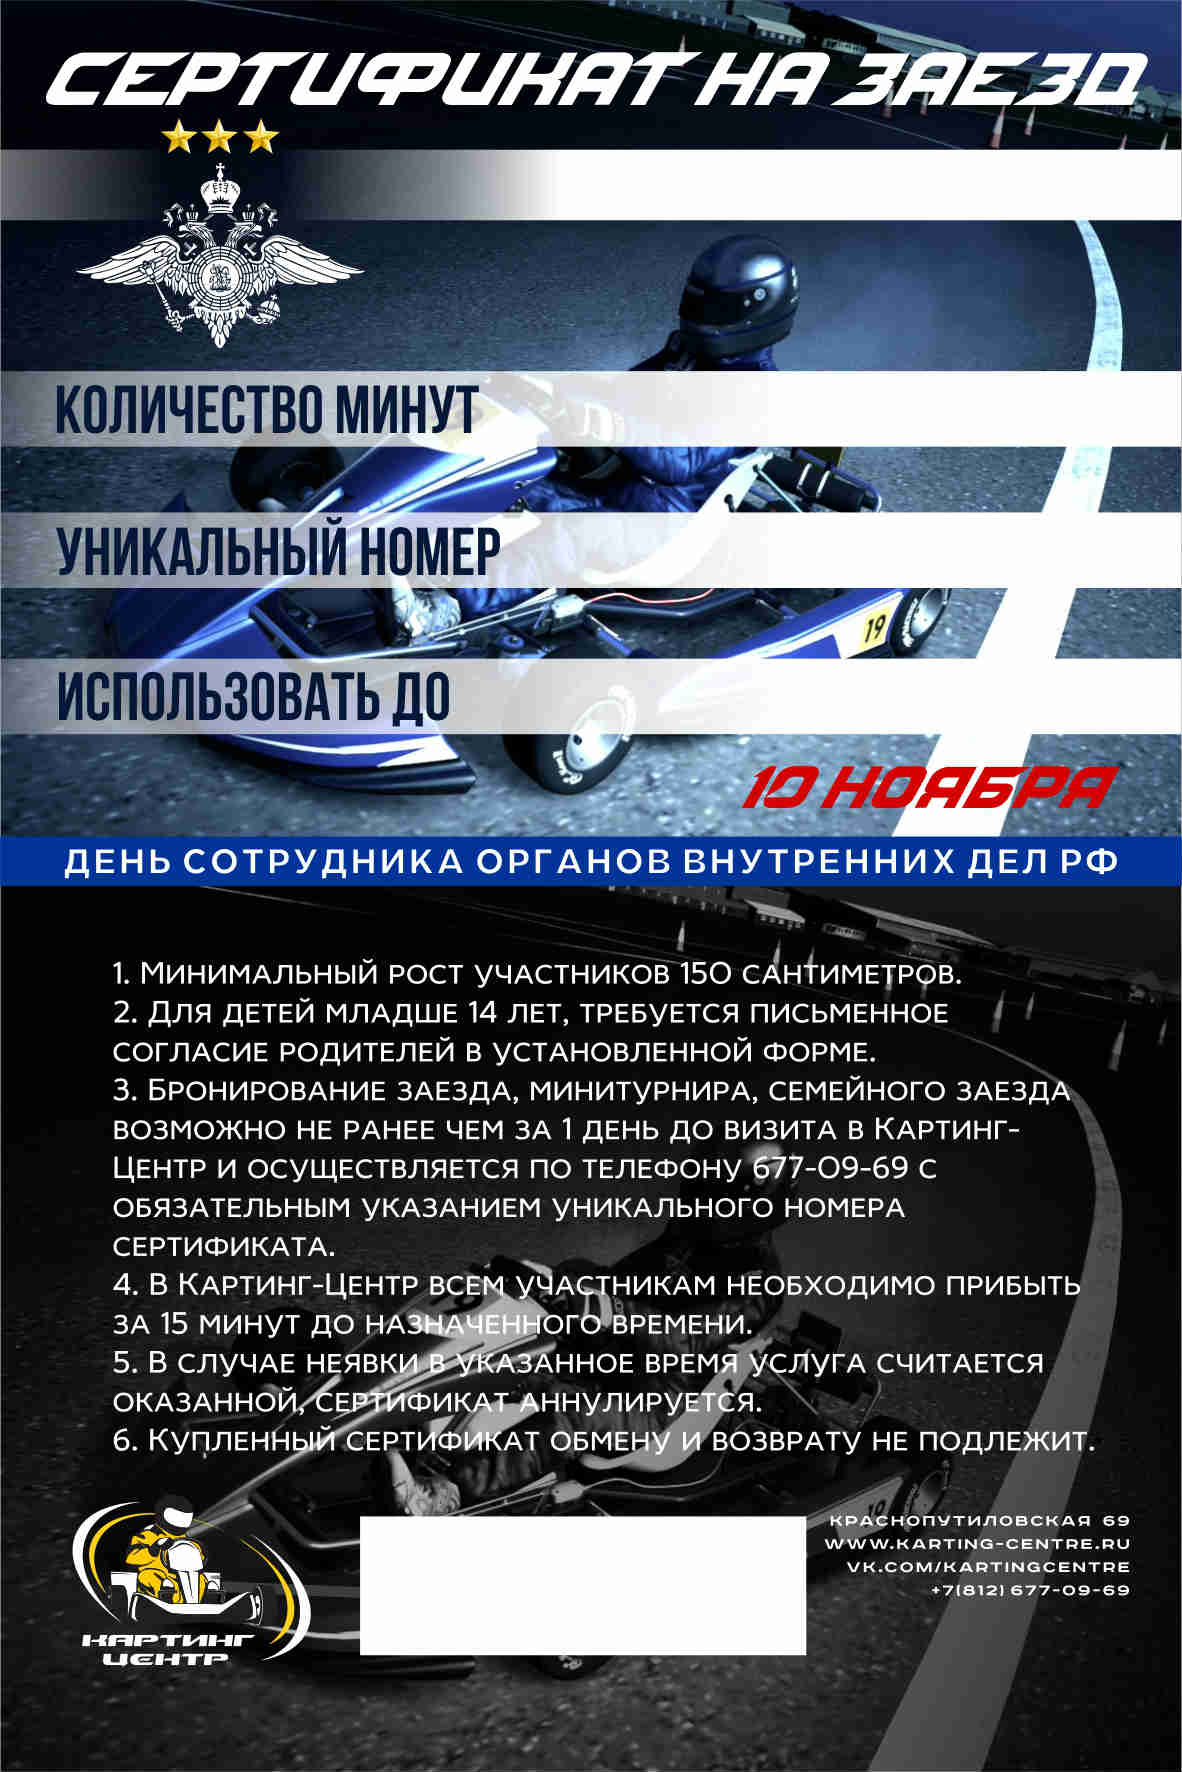 СЕРТИФИКАТ НА ЗАЕЗД
КОЛИЧЕСТВО МИНУТ
УНИКАЛЬНЫЙ НОМЕР
19
ИСПОЛЬЗОВАТЬ ДО
10 НОЯБРЯ
ДЕНЬ СОТРУДНИКА ОРГАНОВ ВНУТРЕННИХ ДЕЛ РФ
1. Минимальный рост участников 150 сантиметров.
2. Для детей младше 14 лет, требуется письменное
согласие родителей в установленной форме.
3. Бронирование заезда, минитурнира, семейного заезда
возможно не ранее чем за 1 день до визита в Картинг-
Центр и осуществляется по телефону 677-09-69 с
обязательным указанием уникального номера
сертификата.
4. В Картинг-Центр всем участникам необходимо прибыть
за 15 минут до назначенного времени.
5. В случае неявки в указанное время услуга считается
оказанной, сертификат аннулируется.
6. Купленный сертификат обмену и возврату не подлежит.
19
КРАСНОПУТИЛОВСКАЯ 69
WWW.KARTING-CENTRE.RU
VK.COM/KARTINGCENTRE
+7(812) 677-09-69
КАРТИНГ
ЦЕНТР